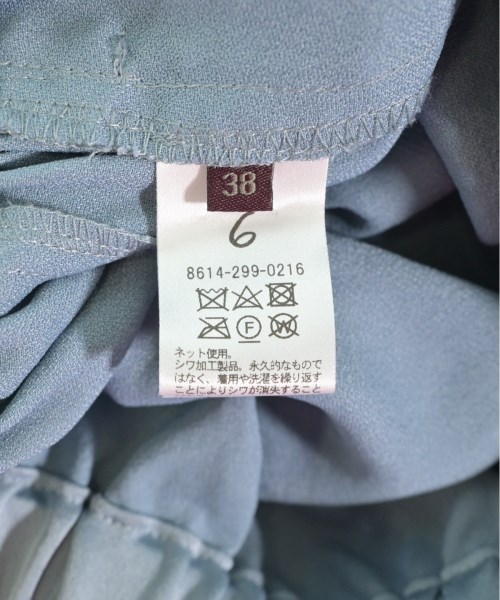 38
6
8614-299-0216
F W
ネット使用。
シワ加工製品。永久的なもので
はなく、着用や洗濯を繰り返す
ことによりシワが消失すること